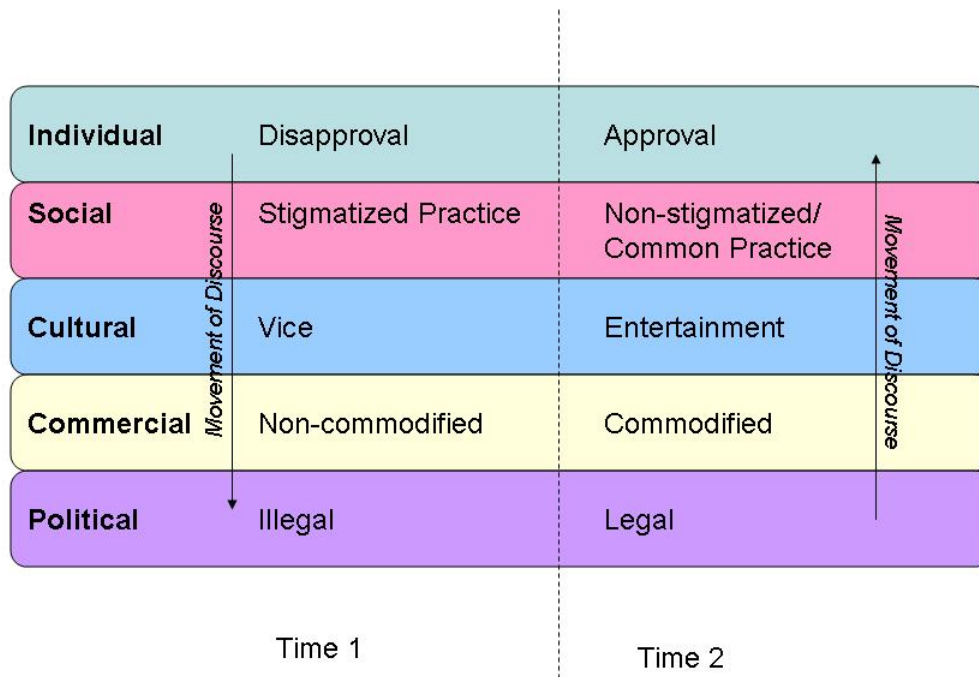 Individual Disapproval Approval
Social Stigmatized Practice Non-stigmatized/
Common Practice
Cultural Vice Entertainment
Commercial Non-commodified Commodified
Political Illegal Legal
Movement of Discourse
Movement of Discourse
Time 1 Time 2